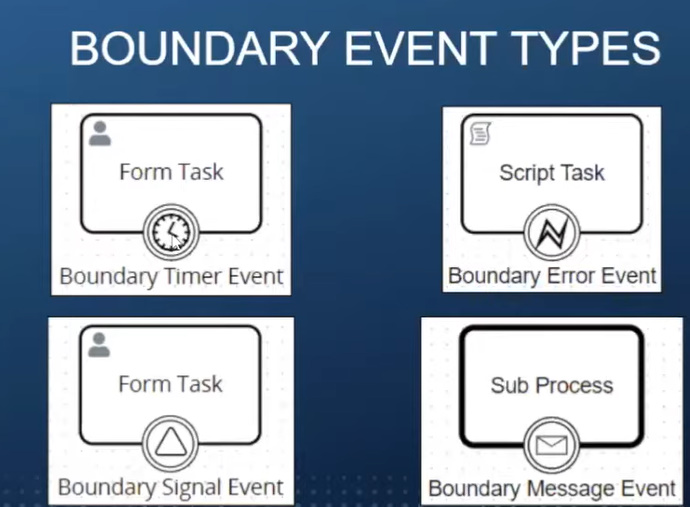 BOUNDARY EVENT TYPES
Form Task
Boundary Timer Event
Script Task
Boundary Error Event
Form Task
Boundary Signal Event
Sub Process
Boundary Message Event